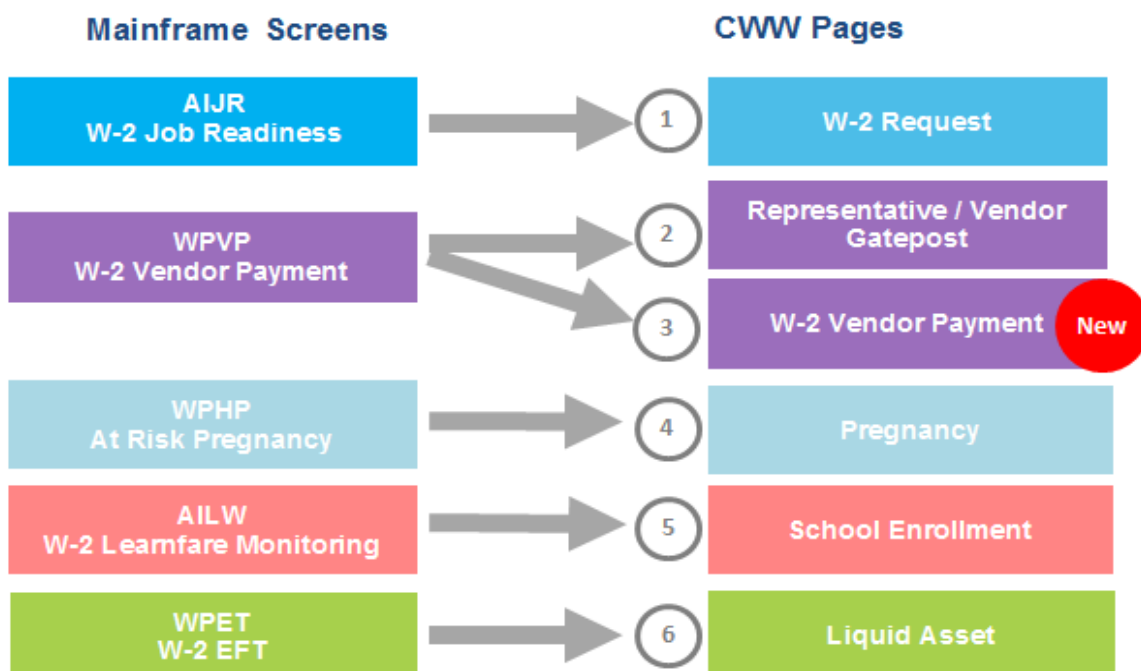 Mainframe Screens
CWW Pages
AIJR
W-2 Job Readiness
1
W-2 Request
WPVP
W-2 Vendor Payment
2
Representative / Vendor
Gatepost
3
W-2 Vendor Payment
New
WPHP
At Risk Pregnancy
4
Pregnancy
AILW
W-2 Learnfare Monitoring
5
School Enrollment
WPET
W-2 EFT
6
Liquid Asset